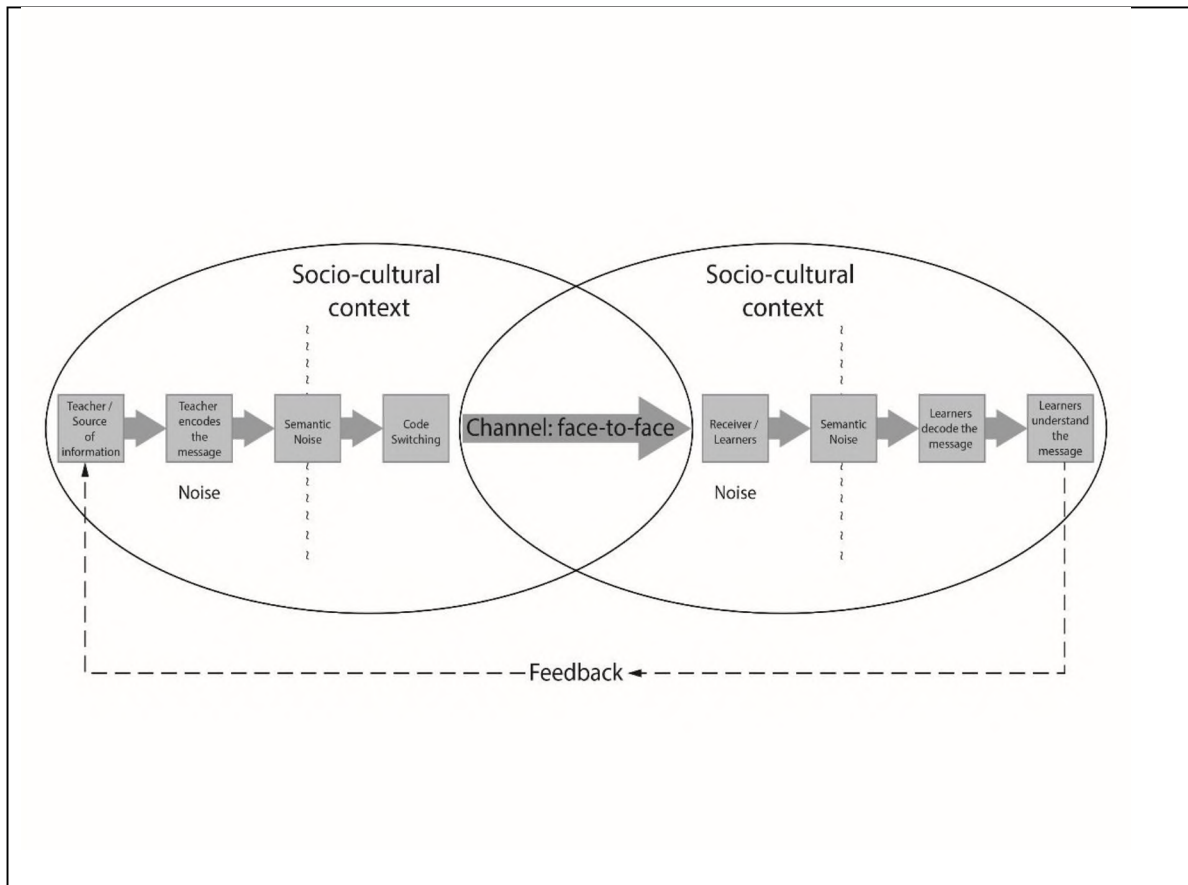 Socio-cultural
context
Socio-cultural
context
Teacher /
Source
of
information
Teacher
encodes
the
message
Semantic
Noise
Code
Switching
Channel: face-to-face
Receiver /
Learners
Semantic
Noise
Learners
decode the
message
Learners
understand
the
message
Noise
Noise
Feedback